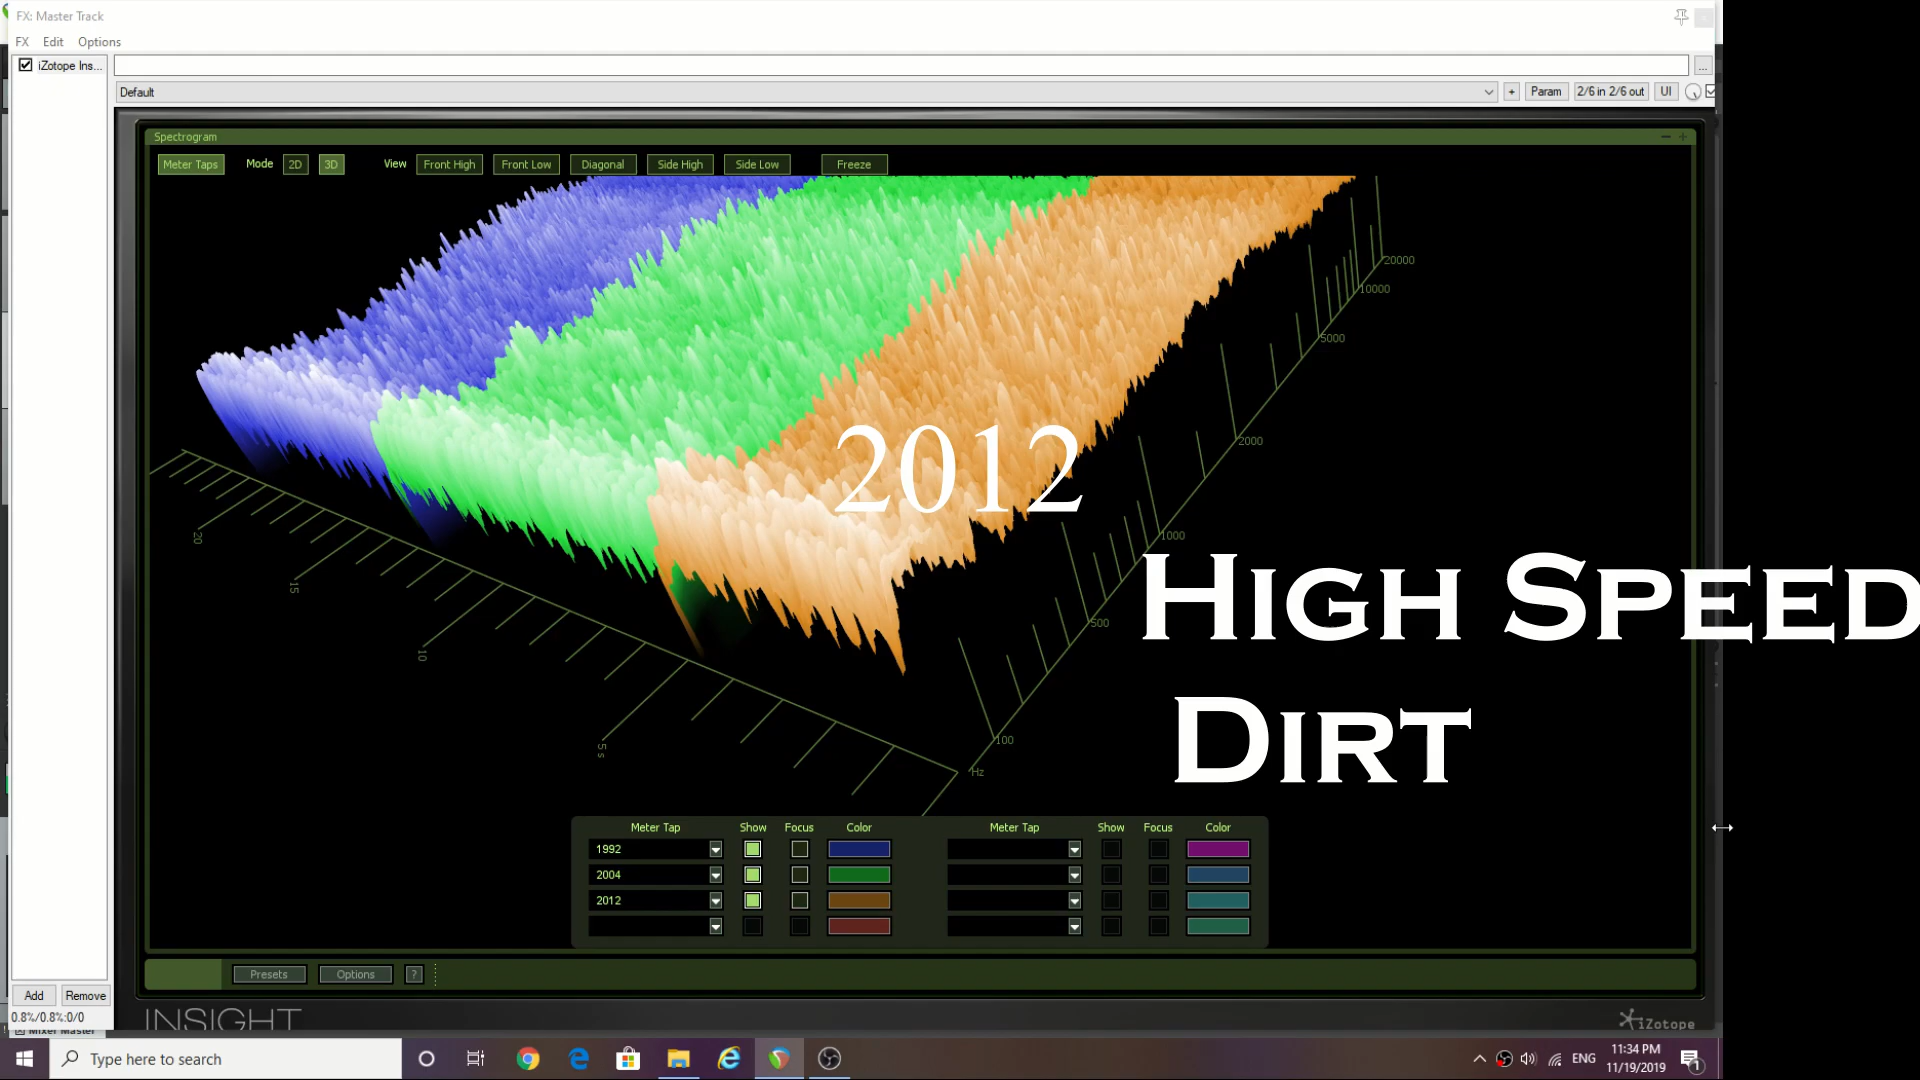 FX: Master Track
FX Edit Options
iZotope Ins...
...
Default
+ Param 2/6 in 2/6 out UI
Spectrogram
Meter Taps Mode 2D 3D View Front High Front Low Diagonal Side High Side Low Freeze
20000
10000
5000
2000
1000
500
100
Hz
20
15
10
5 s
2012
HIGH SPEED
DIRT
Meter Tap Show Focus Color Meter Tap Show Focus Color
1992
2004
2012
Presets Options ?
Add Remove
0.8%/0.8%:0/0
Mixer Master
INSIGHT
iZotope
Type here to search
ENG
11:34 PM
11/19/2019
1